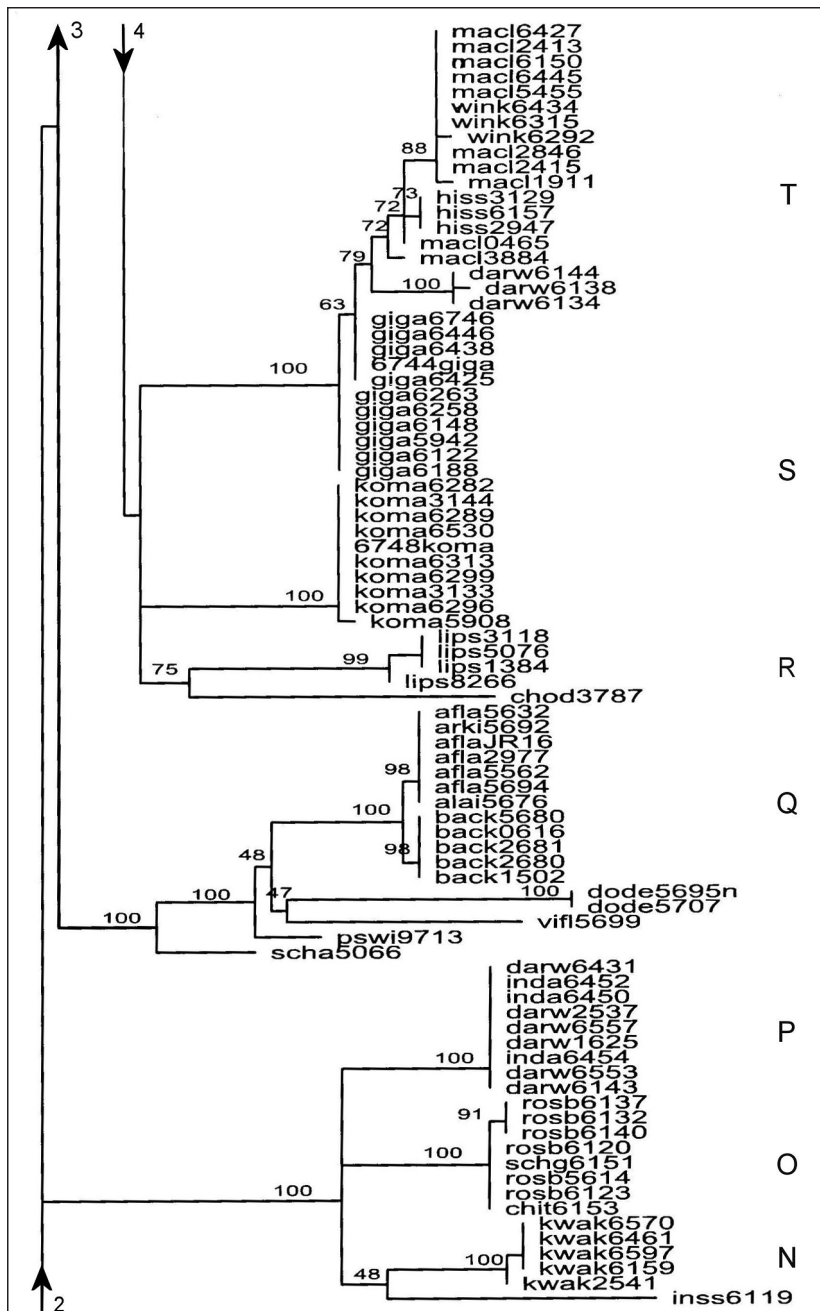 3
4
macl6427
macl2413
macl6150
macl6445
macl5455
wink6434
wink6315
88
wink6292
macl2846
macl2415
macl1911
T
73
hiss3129
72
hiss6157
72
hiss2947
macl0465
79
macl3884
darw6144
100
darw6138
63
darw6134
giga6746
giga6446
giga6438
100
6744giga
giga6425
giga6263
giga6258
giga6148
giga5942
giga6122
giga6188
S
koma6282
koma3144
koma6289
koma6530
6748koma
koma6313
koma6299
100
koma3133
koma6296
koma5908
lips3118
99
lips5076
75
lips1384
R
lips8266
chod3787
afla5632
arki5692
aflaJR16
afla2977
98
afla5562
afla5694
alai5676
Q
100
back5680
back0616
98
back2681
48
back2680
back1502
100
47
100
dode5695n
dode5707
100
vifl5699
pswi9713
scha5066
darw6431
inda6452
inda6450
darw2537
darw6557
P
darw1625
100
inda6454
darw6553
darw6143
rosb6137
91
rosb6132
rosb6140
rosb6120
100
schg6151
O
rosb5614
100
rosb6123
chit6153
kwak6570
kwak6461
100
kwak6597
N
kwak6159
48
kwak2541
inss6119
2